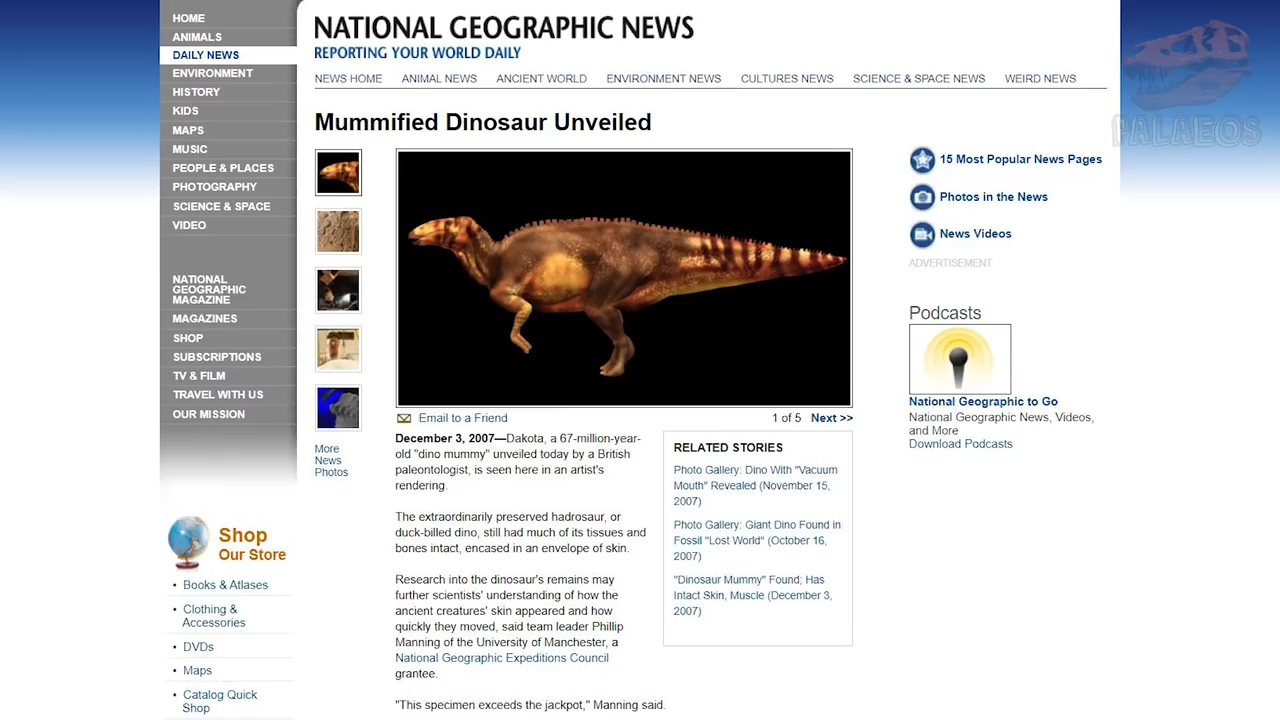 HOME
ANIMALS
DAILY NEWS
ENVIRONMENT
HISTORY
KIDS
MAPS
MUSIC
PEOPLE & PLACES
PHOTOGRAPHY
SCIENCE & SPACE
VIDEO
NATIONAL
GEOGRAPHIC
MAGAZINE
MAGAZINES
SHOP
SUBSCRIPTIONS
TV & FILM
TRAVEL WITH US
OUR MISSION
Shop
Our Store
• Books & Atlases
• Clothing &
Accessories
• DVDs
• Maps
• Catalog Quick
Shop
NATIONAL GEOGRAPHIC NEWS
REPORTING YOUR WORLD DAILY
NEWS HOME ANIMAL NEWS ANCIENT WORLD ENVIRONMENT NEWS CULTURES NEWS SCIENCE & SPACE NEWS WEIRD NEWS
Mummified Dinosaur Unveiled
More
News
Photos
Email to a Friend 1 of 5 Next >>
December 3, 2007—Dakota, a 67-million-year-
old "dino mummy" unveiled today by a British
paleontologist, is seen here in an artist's
rendering.
The extraordinarily preserved hadrosaur, or
duck-billed dino, still had much of its tissues and
bones intact, encased in an envelope of skin.
Research into the dinosaur's remains may
further scientists' understanding of how the
ancient creatures' skin appeared and how
quickly they moved, said team leader Phillip
Manning of the University of Manchester, a
National Geographic Expeditions Council
grantee.
"This specimen exceeds the jackpot," Manning said.
RELATED STORIES
Photo Gallery: Dino With "Vacuum
Mouth" Revealed (November 15,
2007)
Photo Gallery: Giant Dino Found in
Fossil "Lost World" (October 16,
2007)
"Dinosaur Mummy" Found; Has
Intact Skin, Muscle (December 3,
2007)
15 Most Popular News Pages
Photos in the News
News Videos
ADVERTISEMENT
Podcasts
National Geographic to Go
National Geographic News, Videos,
and More
Download Podcasts
PALAEOS